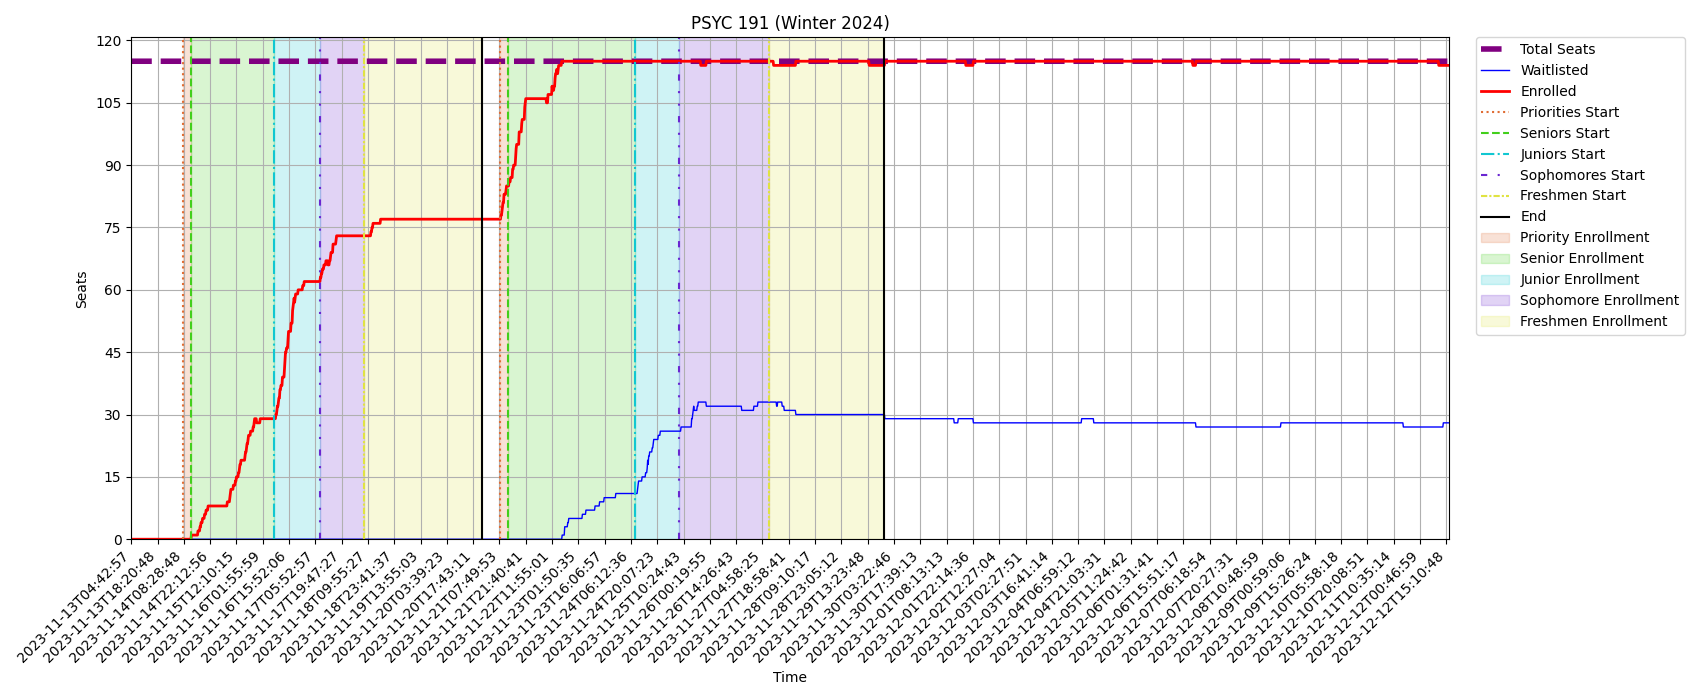 PSYC 191 (Winter 2024)
Total Seats
Waitlisted
Enrolled
Priorities Start
Seniors Start
Juniors Start
Sophomores Start
Freshmen Start
End
Priority Enrollment
Senior Enrollment
Junior Enrollment
Sophomore Enrollment
Freshmen Enrollment
Seats
120
105
90
75
60
45
30
15
0
2023-11-13T04:42:57
2023-11-13T18:20:48
2023-11-14T08:28:48
2023-11-14T22:12:56
2023-11-15T12:10:15
2023-11-16T01:55:59
2023-11-16T15:52:06
2023-11-17T05:52:57
2023-11-17T19:47:27
2023-11-18T09:55:27
2023-11-18T23:41:37
2023-11-19T13:55:03
2023-11-20T03:39:23
2023-11-20T17:43:11
2023-11-21T07:49:53
2023-11-21T21:40:41
2023-11-22T11:55:01
2023-11-23T01:50:35
2023-11-23T16:06:57
2023-11-24T06:12:36
2023-11-24T20:07:23
2023-11-25T10:24:43
2023-11-26T00:19:55
2023-11-26T14:26:43
2023-11-27T04:58:25
2023-11-27T18:58:41
2023-11-28T09:10:17
2023-11-28T23:05:12
2023-11-29T13:23:48
2023-11-30T03:22:46
2023-11-30T17:39:13
2023-12-01T08:13:13
2023-12-01T22:14:36
2023-12-02T12:27:04
2023-12-03T02:27:51
2023-12-03T16:41:14
2023-12-04T06:59:12
2023-12-04T21:03:31
2023-12-05T11:24:42
2023-12-06T01:31:41
2023-12-06T15:51:17
2023-12-07T06:18:54
2023-12-07T20:27:31
2023-12-08T10:48:59
2023-12-09T00:59:06
2023-12-09T15:26:24
2023-12-10T05:58:18
2023-12-10T20:08:51
2023-12-11T10:35:14
2023-12-12T00:46:59
2023-12-12T15:10:48
Time